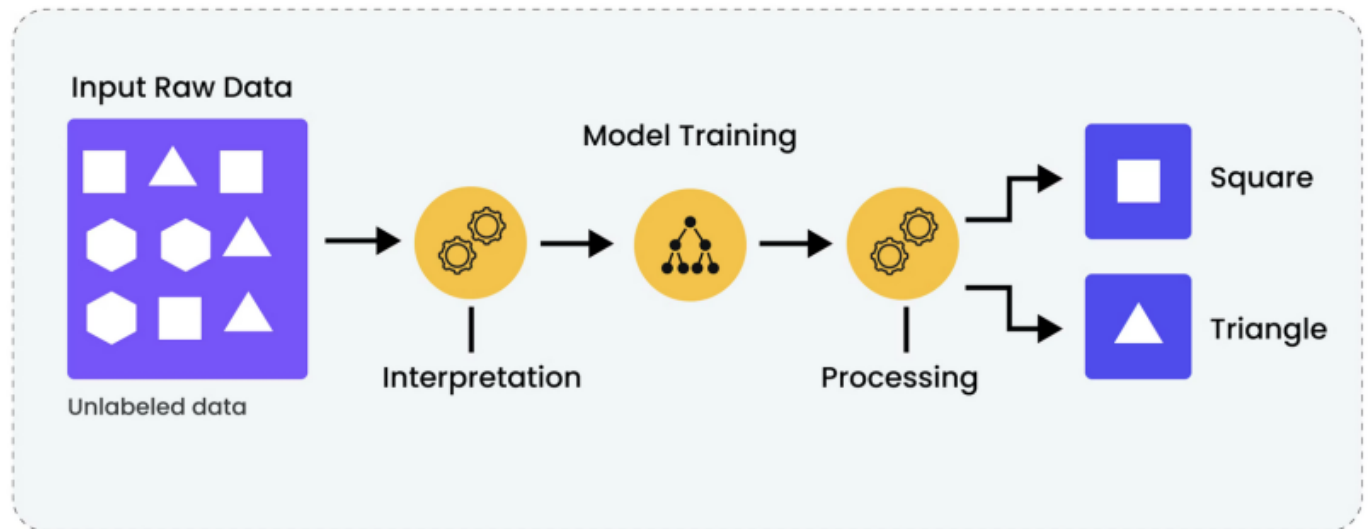 Input Raw Data
Model Training
Square
Triangle
Interpretation
Processing
Unlabeled data